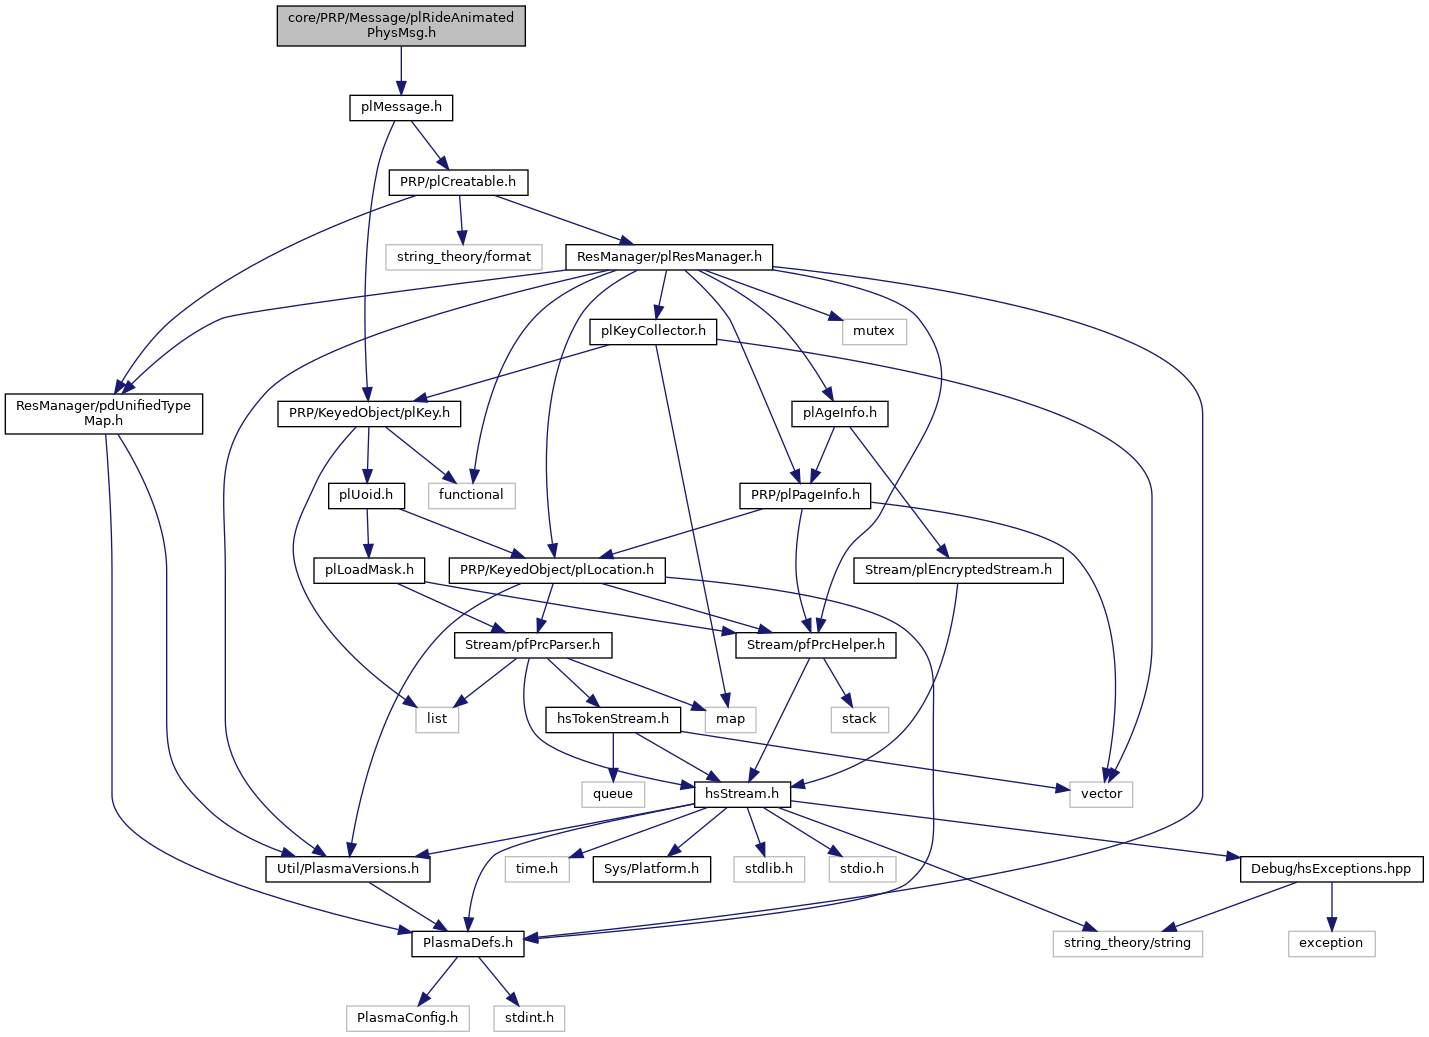 core/PRP/Message/plRideAnimated
PhysMsg.h
plMessage.h
PRP/plCreatable.h
string_theory/format
ResManager/plResManager.h
plKeyCollector.h
mutex
ResManager/pdUnifiedType
Map.h
PRP/KeyedObject/plKey.h
plAgeInfo.h
plUoid.h
functional
PRP/plPageInfo.h
plLoadMask.h
PRP/KeyedObject/plLocation.h
Stream/plEncryptedStream.h
Stream/pfPrcParser.h
Stream/pfPrcHelper.h
list
hsTokenStream.h
map
stack
queue
hsStream.h
vector
Util/PlasmaVersions.h
time.h
Sys/Platform.h
stdlib.h
stdio.h
Debug/hsExceptions.hpp
PlasmaDefs.h
string_theory/string
exception
PlasmaConfig.h
stdint.h